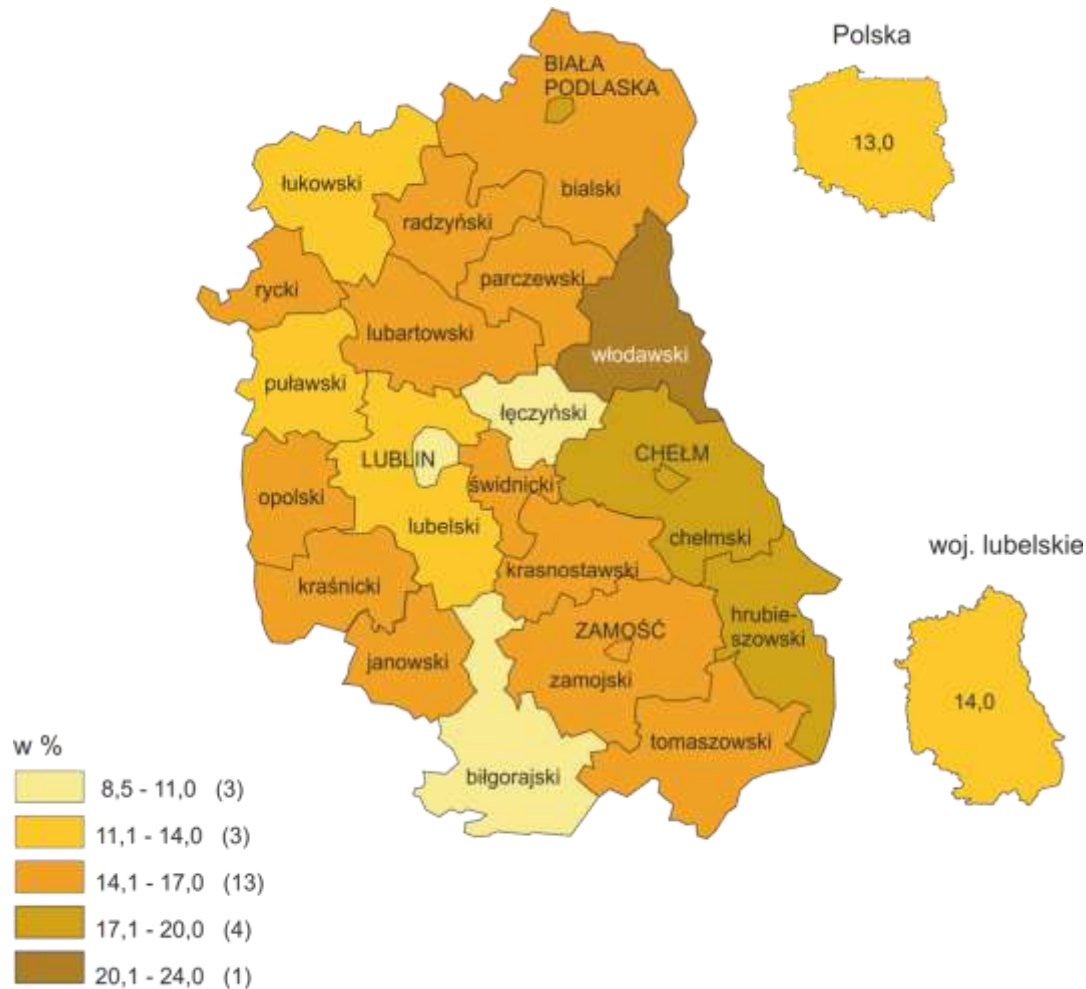 Polska
13,0
BIAŁA
PODLASKA
łukowski
bialski
radzyński
parczewski
rycki
lubartowski
włodawski
puławski
łęczyński
LUBLIN
CHEŁM
świdnicki
opolski
lubelski
chelmski
krasnostawski
kraśnicki
hrubie-
szowski
ZAMOŚĆ
janowski
zamojski
tomaszowski
biłgorajski
woj. lubelskie
14,0
w %
8,5 - 11,0 (3)
11,1 - 14,0 (3)
14,1 - 17,0 (13)
17,1 - 20,0 (4)
20,1 - 24,0 (1)